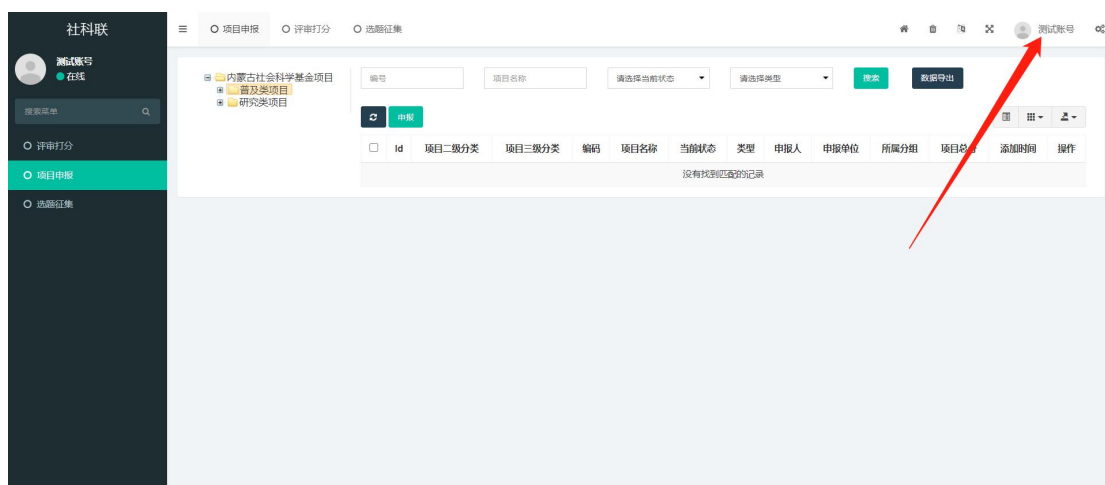 社科联
项目申报
评审打分
选题征集
测试账号
测试账号
在线
搜索菜单
评审打分
项目申报
选题征集
内蒙古社会科学基金项目
普及类项目
研究类项目
编号
项目名称
请选择当前状态
请选择类型
搜索
数据导出
申报
Id 项目二级分类 项目三级分类 编码 项目名称 当前状态 类型 申报人 申报单位 所属分组 项目总 添加时间 操作
没有找到匹配的记录